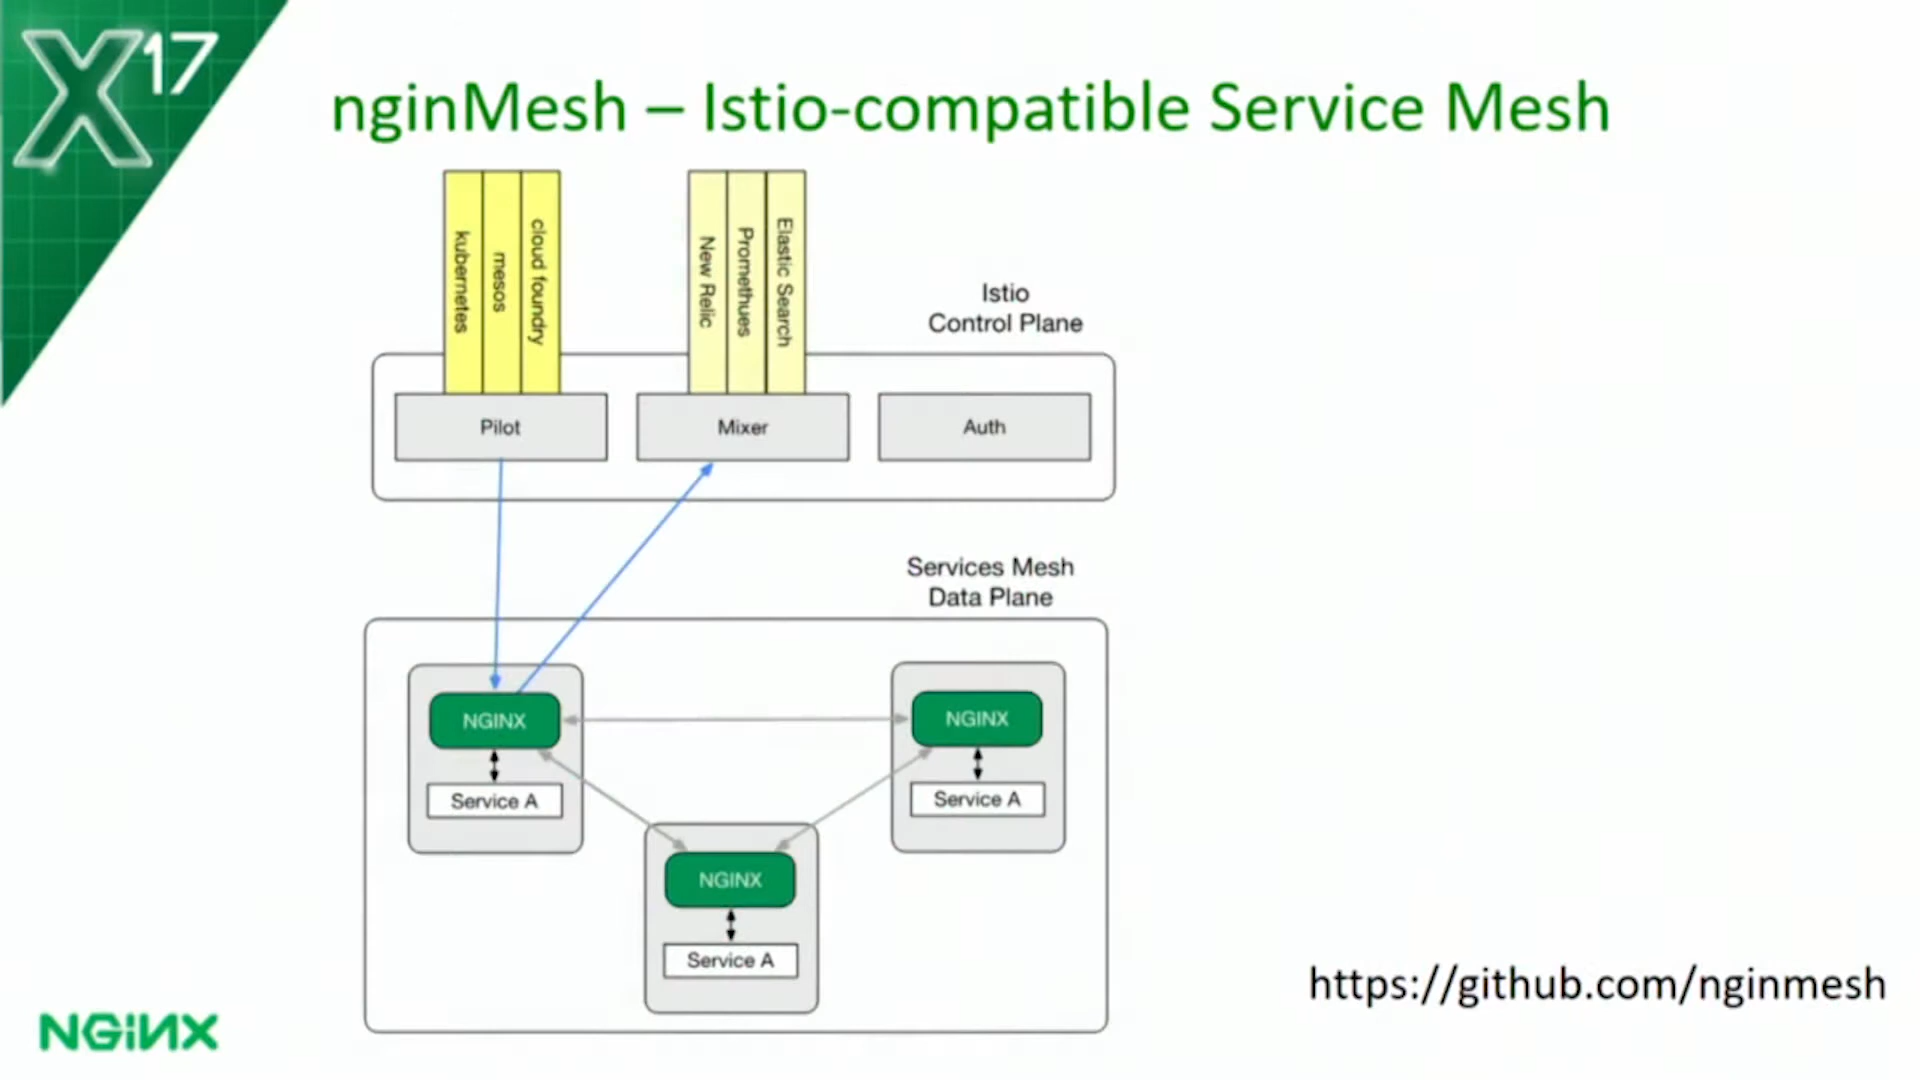 X17
nginMesh – Istio-compatible Service Mesh
kubernetes
mesos
cloud foundry
New Relic
Promethues
Elastic Search
Istio
Control Plane
Pilot
Mixer
Auth
Services Mesh
Data Plane
NGINX
Service A
NGINX
Service A
NGINX
Service A
https://github.com/nginmesh
NGINX